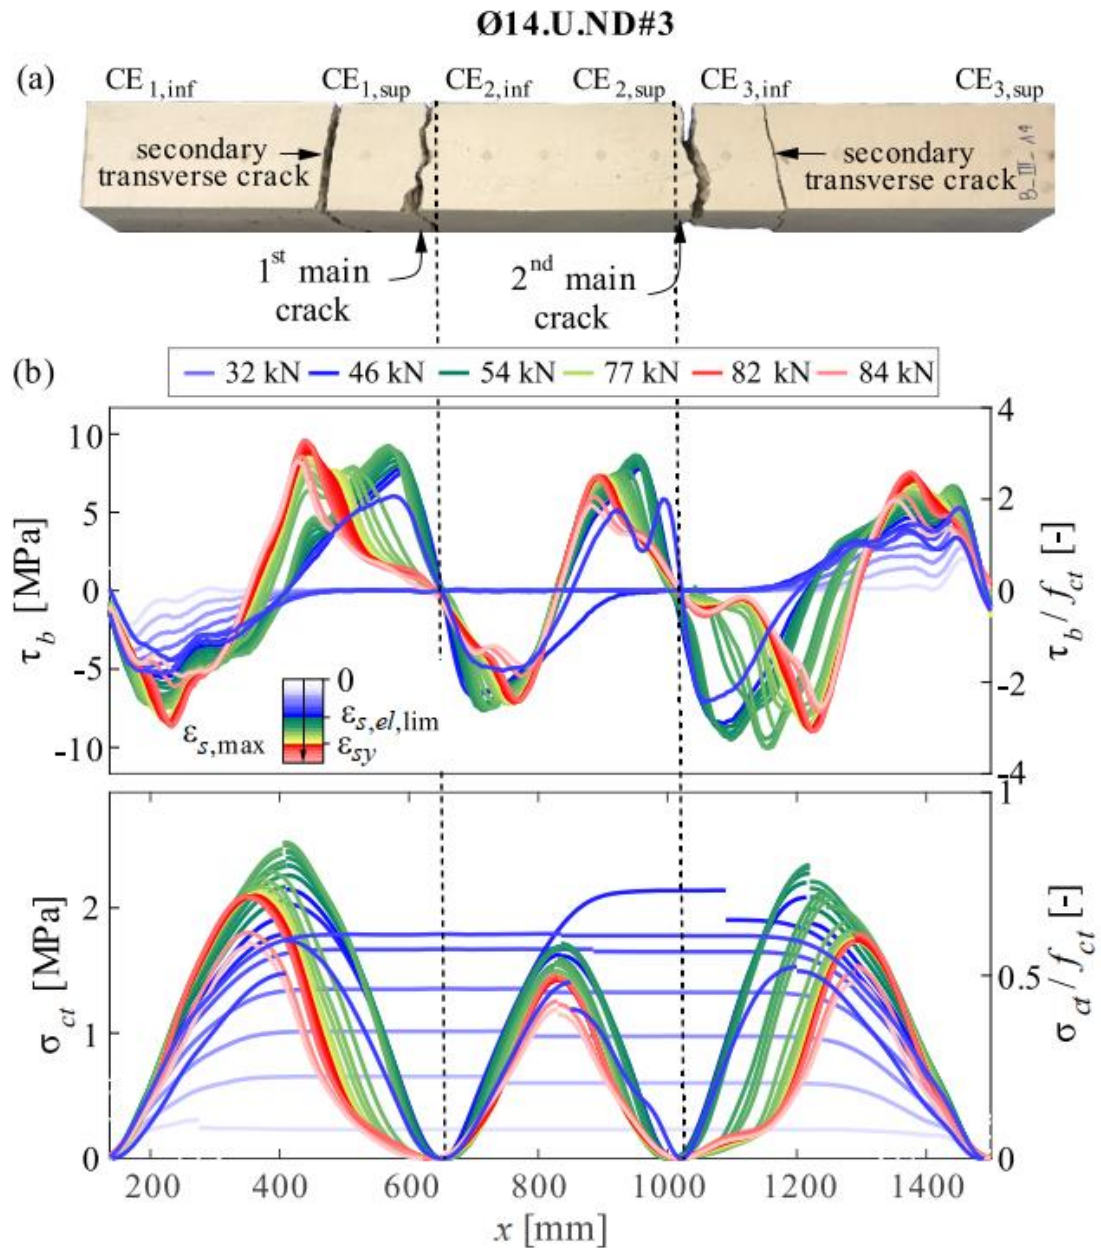 Ø14.U.ND#3
(a)
CE1,inf CE1,sup CE2,inf CE2,sup CE3,inf CE3,sup
secondary
transverse crack
secondary
transverse crack
B-III-A4
1st main
crack
2nd main
crack
(b)
32 kN 46 kN 54 kN 77 kN 82 kN 84 kN
10
5
0
-5
-10
τb [MPa]
4
2
0
-2
-4
τb / fct [-]
εs,max
0
εs,el,lim
εsy
2
1
0
σct [MPa]
1
0.5
0
σct / fct [-]
200 400 600 800 1000 1200 1400
x [mm]